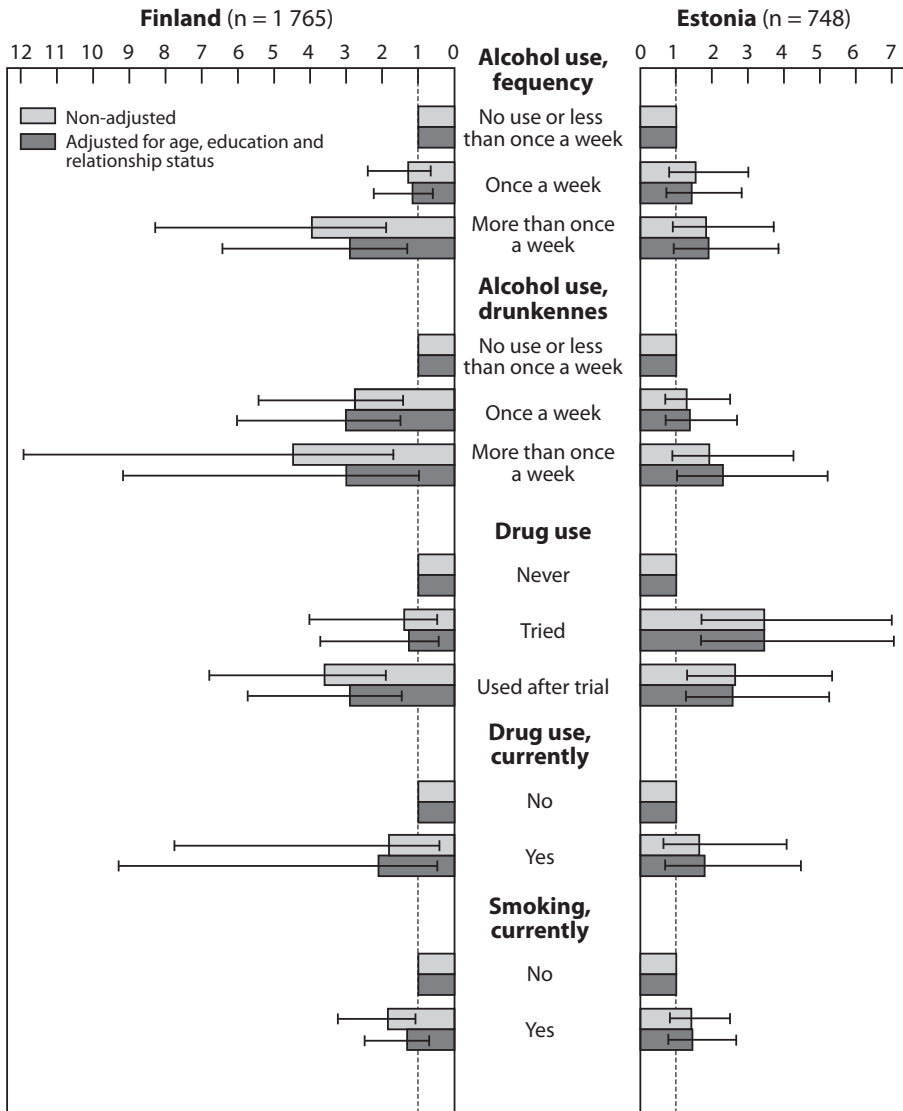 Finland (n = 1 765)
Estonia (n = 748)
12 11 10 9 8 7 6 5 4 3 2 1 0
0 1 2 3 4 5 6 7
Non-adjusted
Adjusted for age, education and
relationship status
Alcohol use,
fequency
No use or less
than once a week
Once a week
More than once
a week
Alcohol use,
drunkennes
No use or less
than once a week
Once a week
More than once
a week
Drug use
Never
Tried
Used after trial
Drug use,
currently
No
Yes
Smoking,
currently
No
Yes